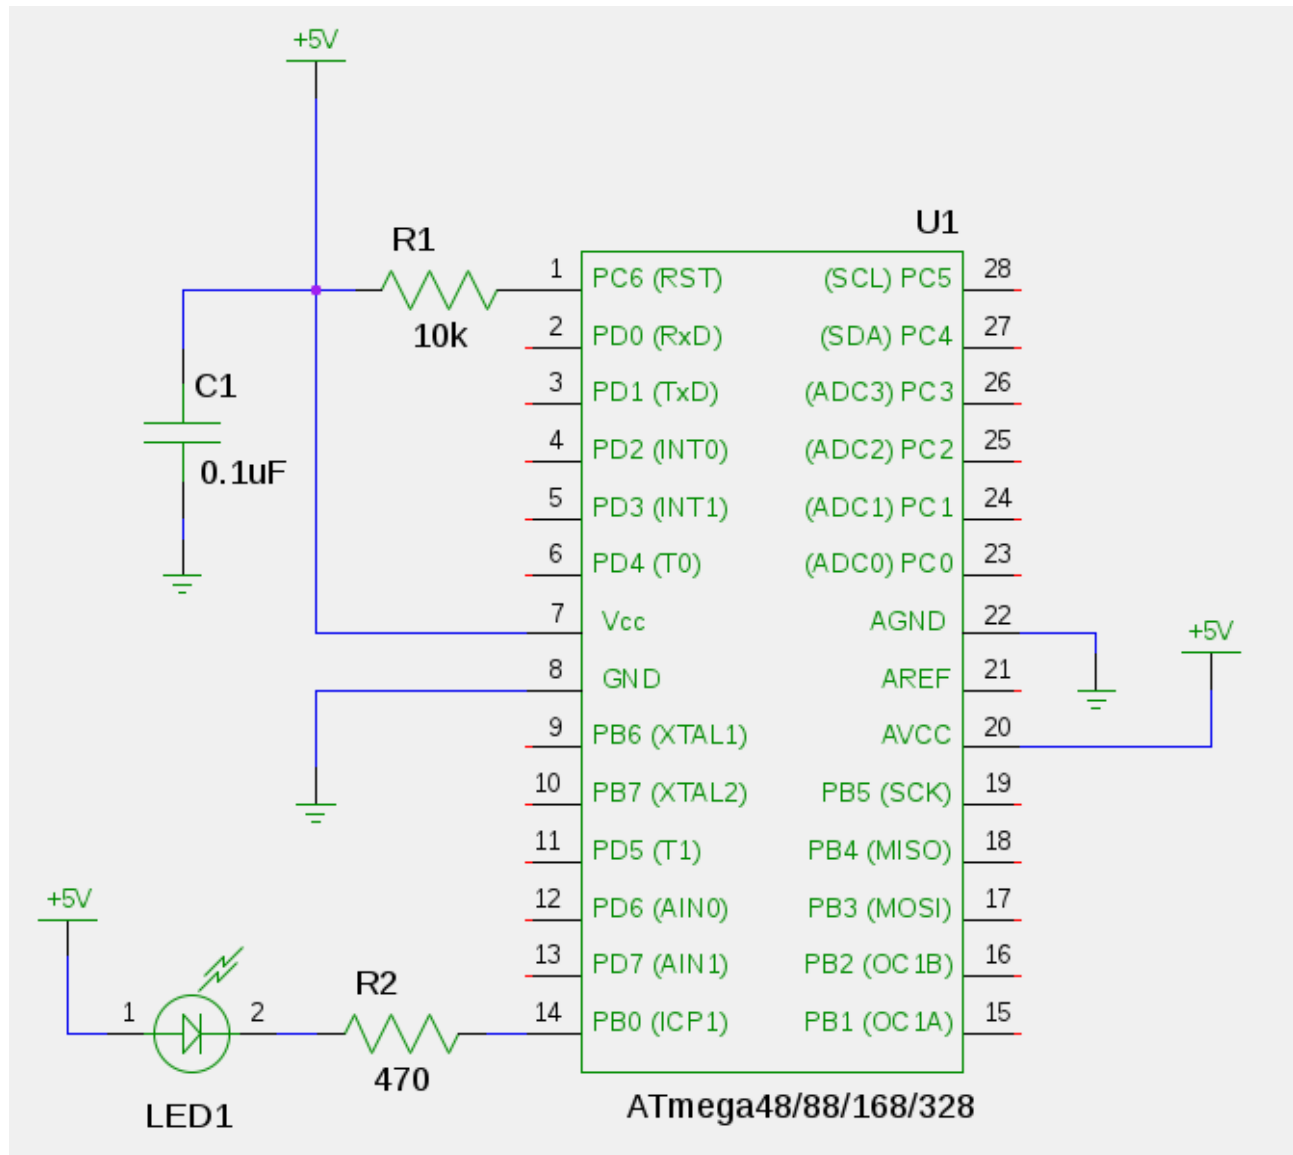 +5V
U1
R1
10k
C1
0.1uF
1 PC6 (RST) (SCL) PC5 28
2 PD0 (RxD) (SDA) PC4 27
3 PD1 (TxD) (ADC3) PC3 26
4 PD2 (INT0) (ADC2) PC2 25
5 PD3 (INT1) (ADC1) PC1 24
6 PD4 (T0) (ADC0) PC0 23
7 Vcc AGND 22
8 GND AREF 21
9 PB6 (XTAL1) AVCC 20
10 PB7 (XTAL2) PB5 (SCK) 19
11 PD5 (T1) PB4 (MISO) 18
12 PD6 (AIN0) PB3 (MOSI) 17
13 PD7 (AIN1) PB2 (OC1B) 16
14 PB0 (ICP1) PB1 (OC1A) 15
+5V
+5V
1 2
R2
470
LED1
ATmega48/88/168/328